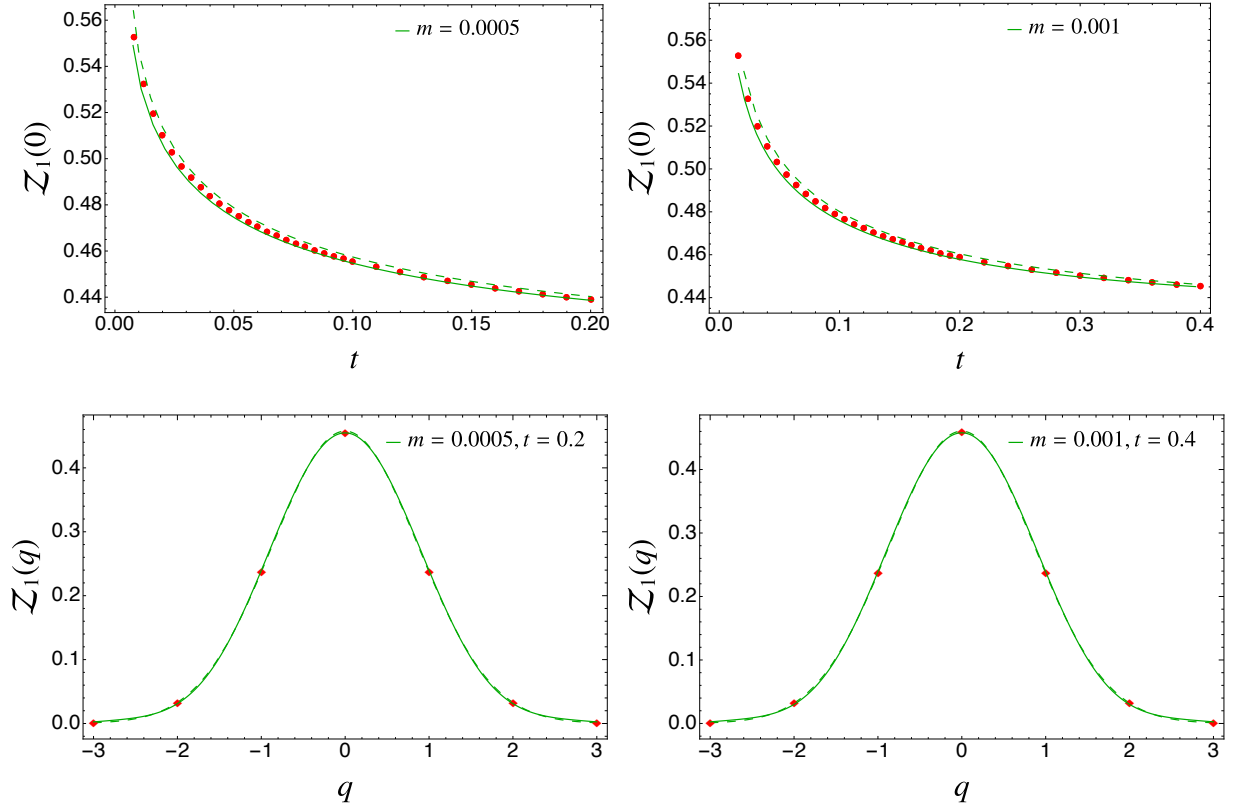 0.56
0.54
0.52
0.50
0.48
0.46
0.44
0.00 0.05 0.10 0.15 0.20
𝒵₁(0)
t
— m = 0.0005
0.56
0.54
0.52
0.50
0.48
0.46
0.44
0.0 0.1 0.2 0.3 0.4
𝒵₁(0)
t
— m = 0.001
0.4
0.3
0.2
0.1
0.0
−3 −2 −1 0 1 2 3
𝒵₁(q)
q
— m = 0.0005, t = 0.2
0.4
0.3
0.2
0.1
0.0
−3 −2 −1 0 1 2 3
𝒵₁(q)
q
— m = 0.001, t = 0.4